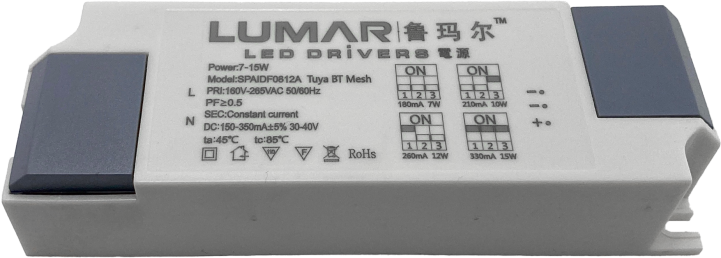 LUMAR 鲁玛尔™
LED DRiVERS 電源
Power:7-15W
Model:SPAIDF0812A Tuya BT Mesh
PRI:160V-265VAC 50/60Hz
PF≥0.5
SEC:Constant current
DC:150-350mA±5% 30-40V
ta:45℃ tc:85℃
RoHs
L
N
ON
1 2 3
160mA 7W
ON
1 2 3
210mA 10W
ON
1 2 3
260mA 12W
ON
1 2 3
330mA 15W
-
-
+